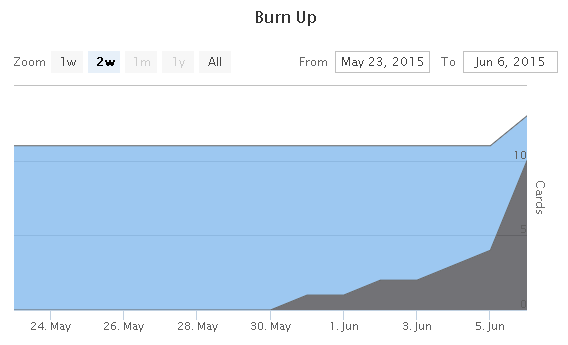 Burn Up
Zoom 1w 2w 1m 1y All From May 23, 2015 To Jun 6, 2015
10
5
0
Cards
24. May 26. May 28. May 30. May 1. Jun 3. Jun 5. Jun